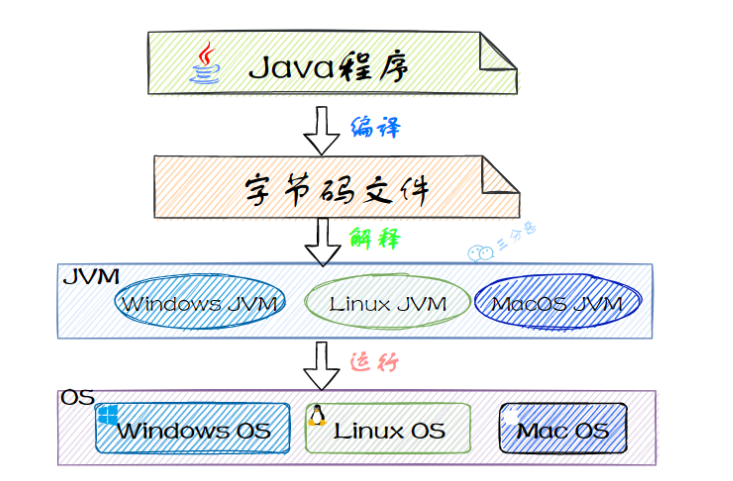 Java程序
编译
字节码文件
解释
三分恶
JVM
Windows JVM
Linux JVM
MacOS JVM
运行
OS
Windows OS
Linux OS
Mac OS